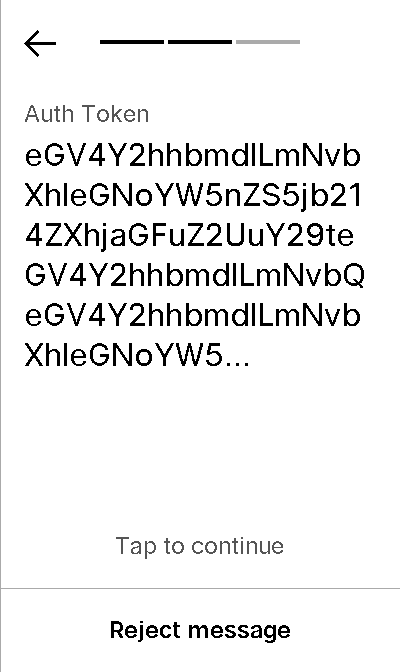 Auth Token
eGV4Y2hhbmdlLmNvb
XhleGNoYW5nZS5jb21
4ZXhjaGFuZ2UuY29te
GV4Y2hhbmdlLmNvbQ
eGV4Y2hhbmdlLmNvb
XhleGNoYW5...
Tap to continue
Reject message